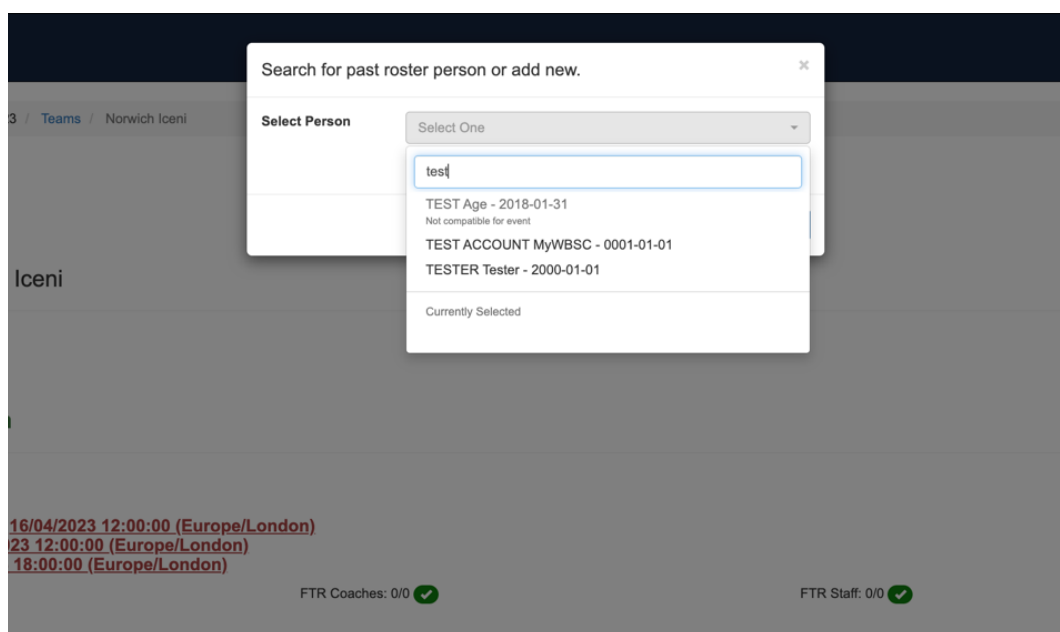 Search for past roster person or add new.
×
3 / Teams / Norwich Iceni
Select Person
Select One
test
TEST Age - 2018-01-31
Not compatible for event
TEST ACCOUNT MyWBSC - 0001-01-01
TESTER Tester - 2000-01-01
Iceni
Currently Selected
16/04/2023 12:00:00 (Europe/London)
23 12:00:00 (Europe/London)
18:00:00 (Europe/London)
FTR Coaches: 0/0
FTR Staff: 0/0